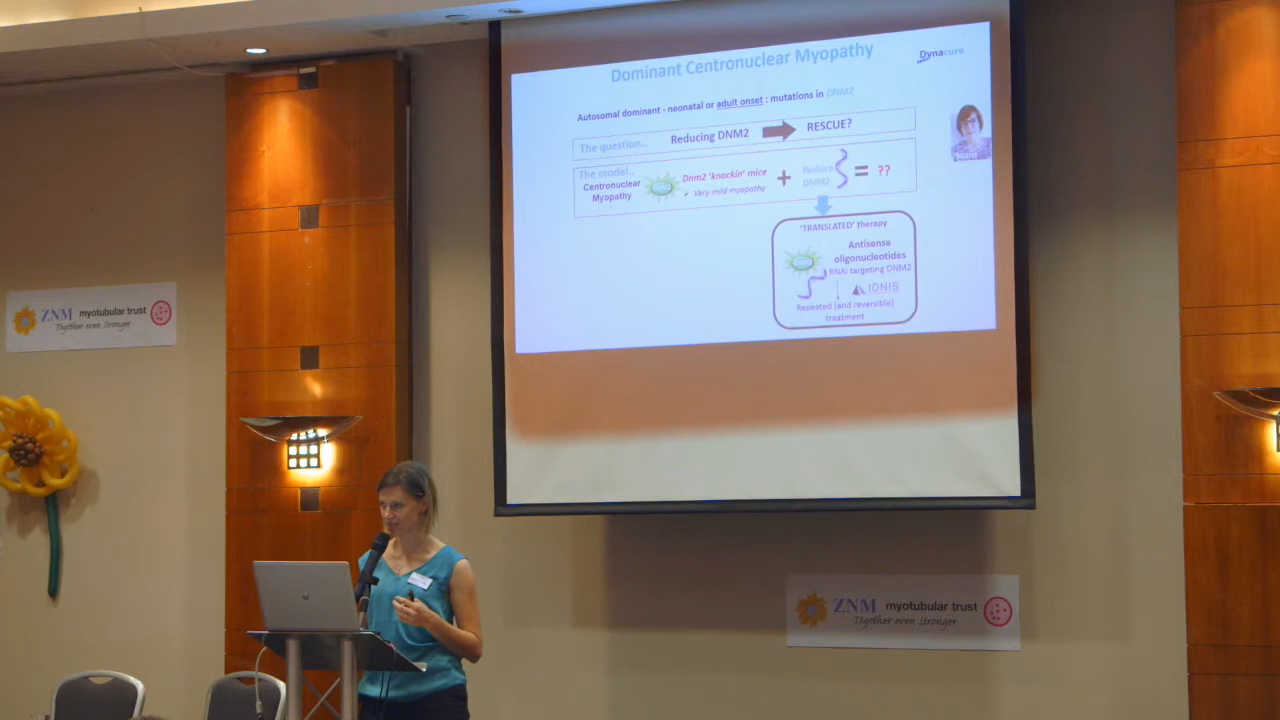 Dominant Centronuclear Myopathy
Dynacure
Autosomal dominant - neonatal or adult onset : mutations in DNM2
The question..
Reducing DNM2
RESCUE?
The model..
Centronuclear
Myopathy
Dnm2 'knockin' mice
Very mild myopathy
+
Reduce
DNM2
=
??
'TRANSLATED' therapy
Antisense
oligonucleotides
RNAi targeting DNM2
IONIS
Repeated (and reversible)
treatment
ZNM myotubular trust
Together even Stronger
ZNM myotubular trust
Together even Stronger